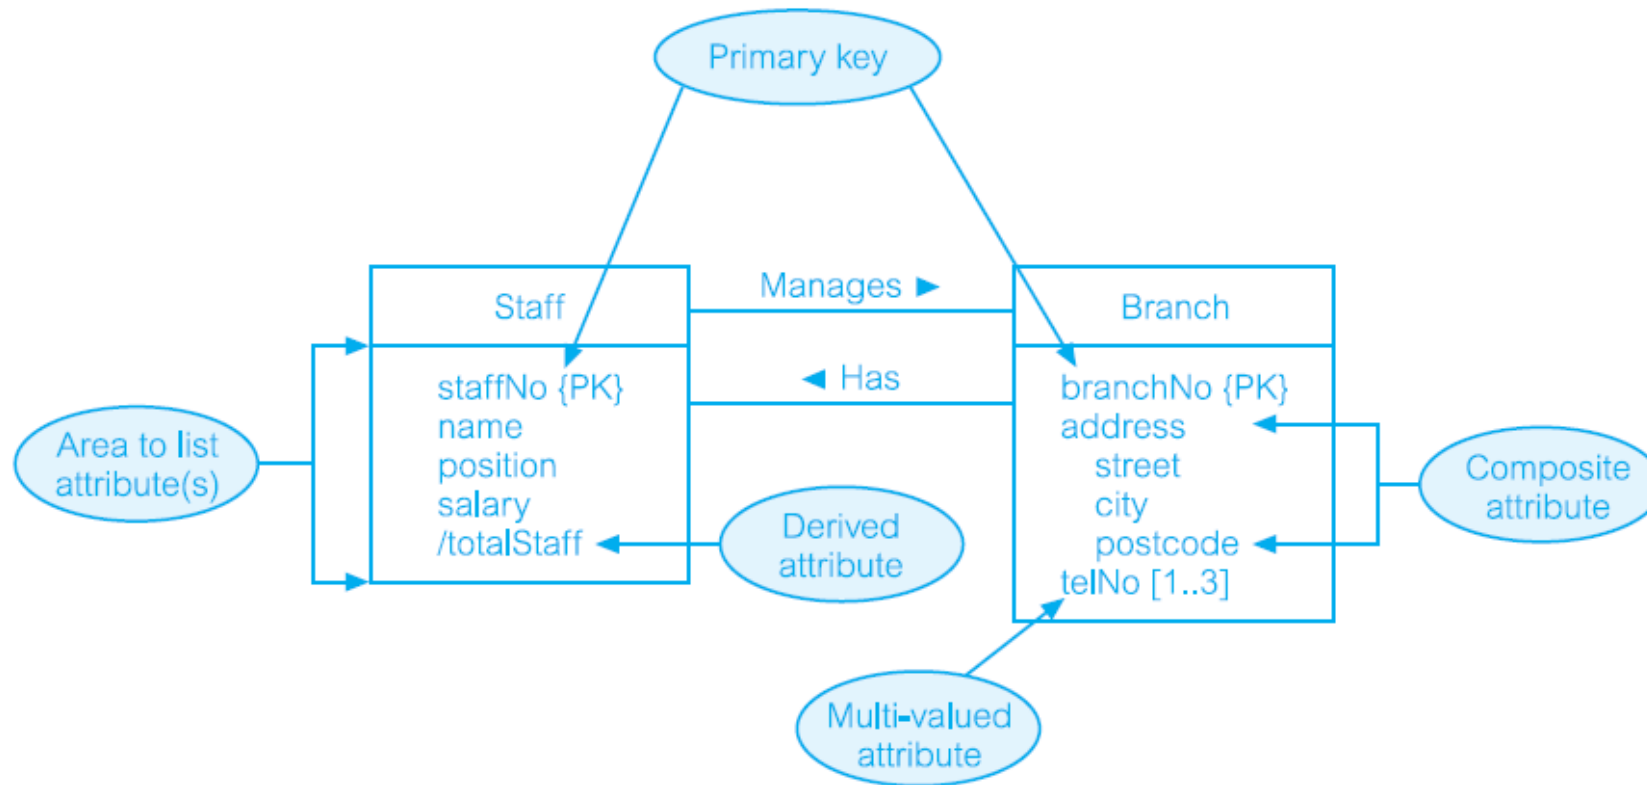 Primary key
Staff
Manages ►
Branch
◄ Has
staffNo {PK}
name
position
salary
/totalStaff
branchNo {PK}
address
street
city
postcode
telNo [1..3]
Area to list
attribute(s)
Derived
attribute
Composite
attribute
Multi-valued
attribute